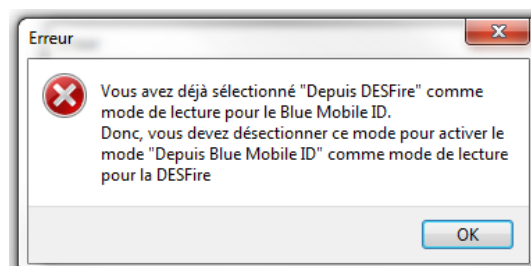 Erreur
Vous avez déjà sélectionné "Depuis DESFire" comme
mode de lecture pour le Blue Mobile ID.
Donc, vous devez désectionner ce mode pour activer le
mode "Depuis Blue Mobile ID" comme mode de lecture
pour la DESFire
OK